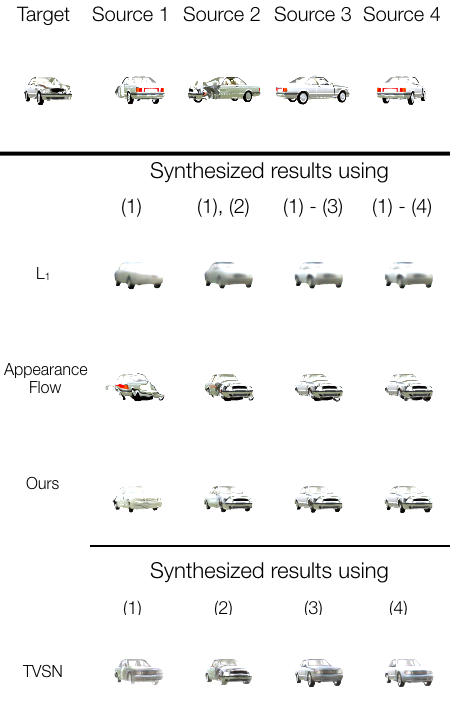 Target Source 1 Source 2 Source 3 Source 4
Synthesized results using
(1) (1), (2) (1) - (3) (1) - (4)
L₁
Appearance
Flow
Ours
Synthesized results using
(1) (2) (3) (4)
TVSN